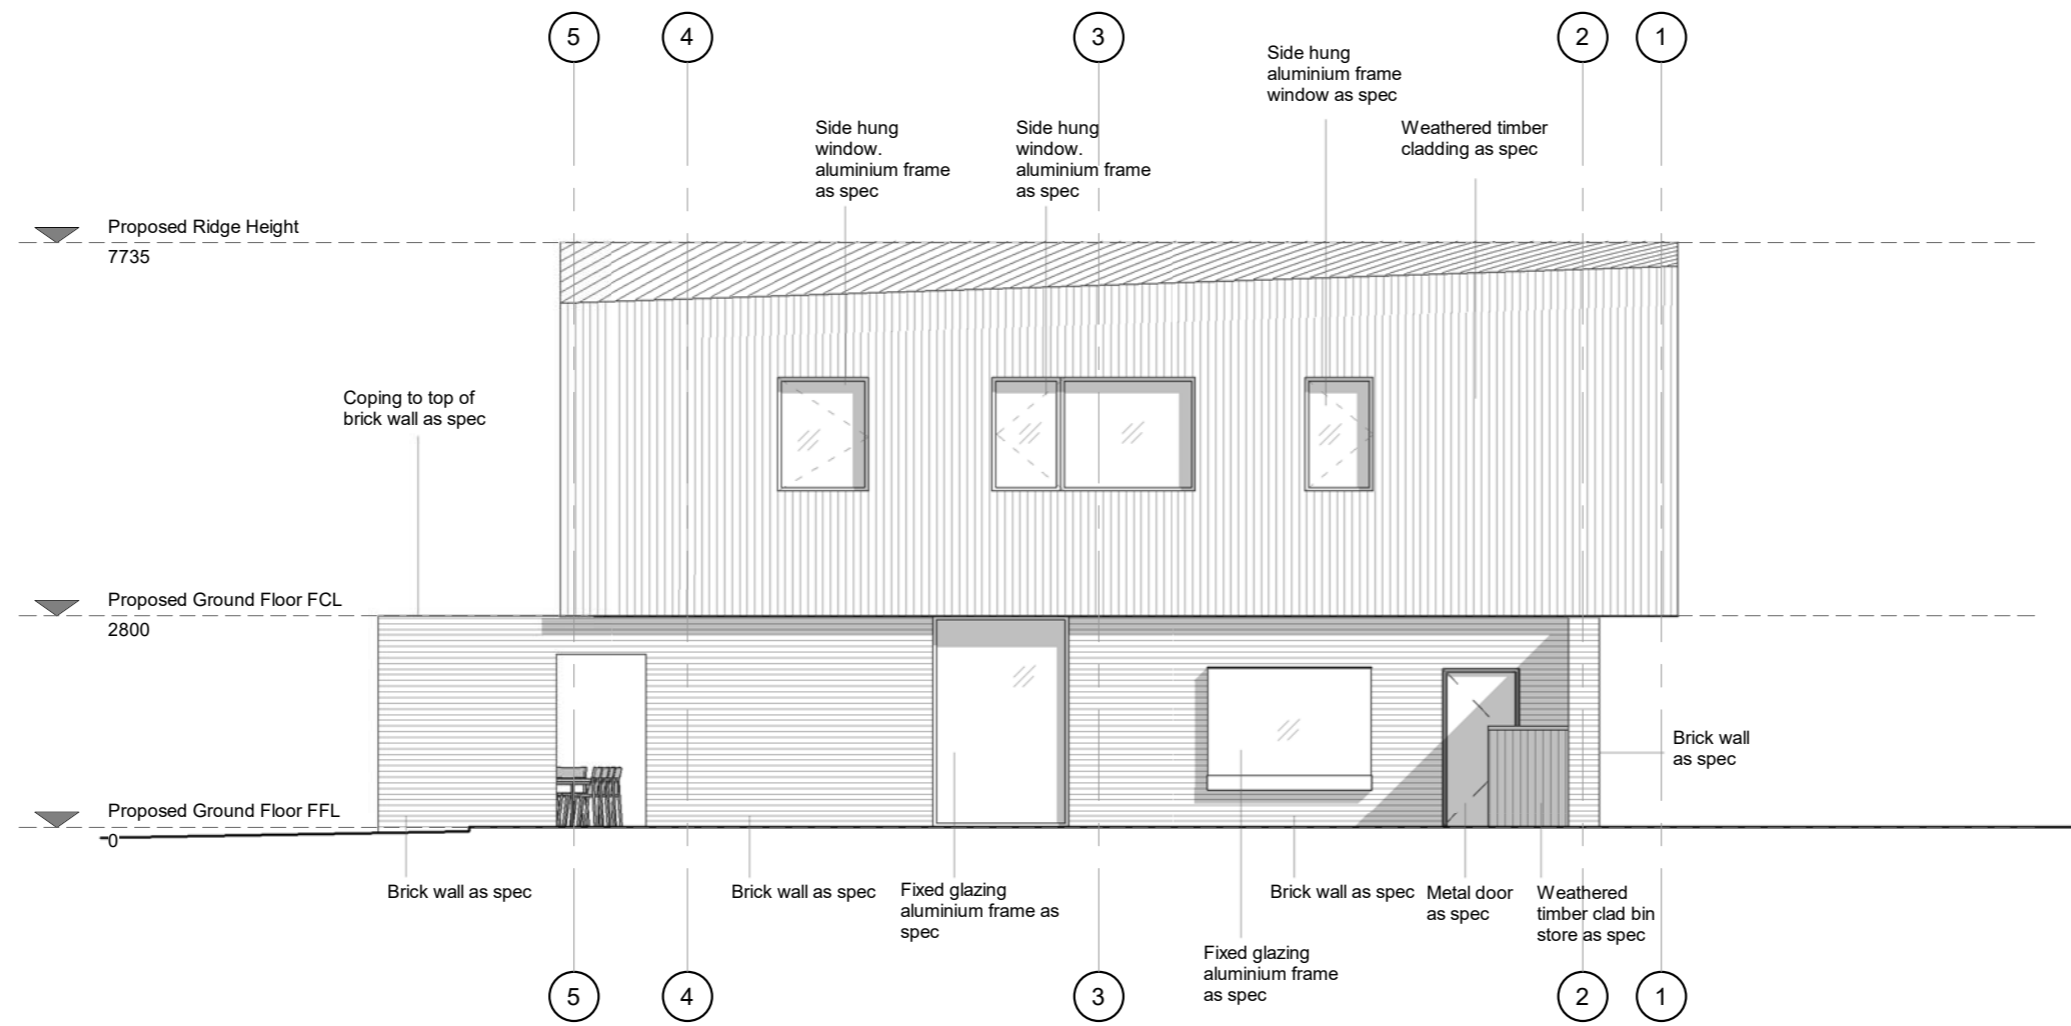 5
4
3
2
1
Side hung
aluminium frame
window as spec
Side hung
window.
aluminium frame
as spec
Side hung
window.
aluminium frame
as spec
Weathered timber
cladding as spec
Proposed Ridge Height
7735
Coping to top of
brick wall as spec
Proposed Ground Floor FCL
2800
Brick wall
as spec
Proposed Ground Floor FFL
0
Brick wall as spec
Brick wall as spec
Fixed glazing
aluminium frame as
spec
Brick wall as spec
Metal door
as spec
Weathered
timber clad bin
store as spec
Fixed glazing
aluminium frame
as spec
5
4
3
2
1